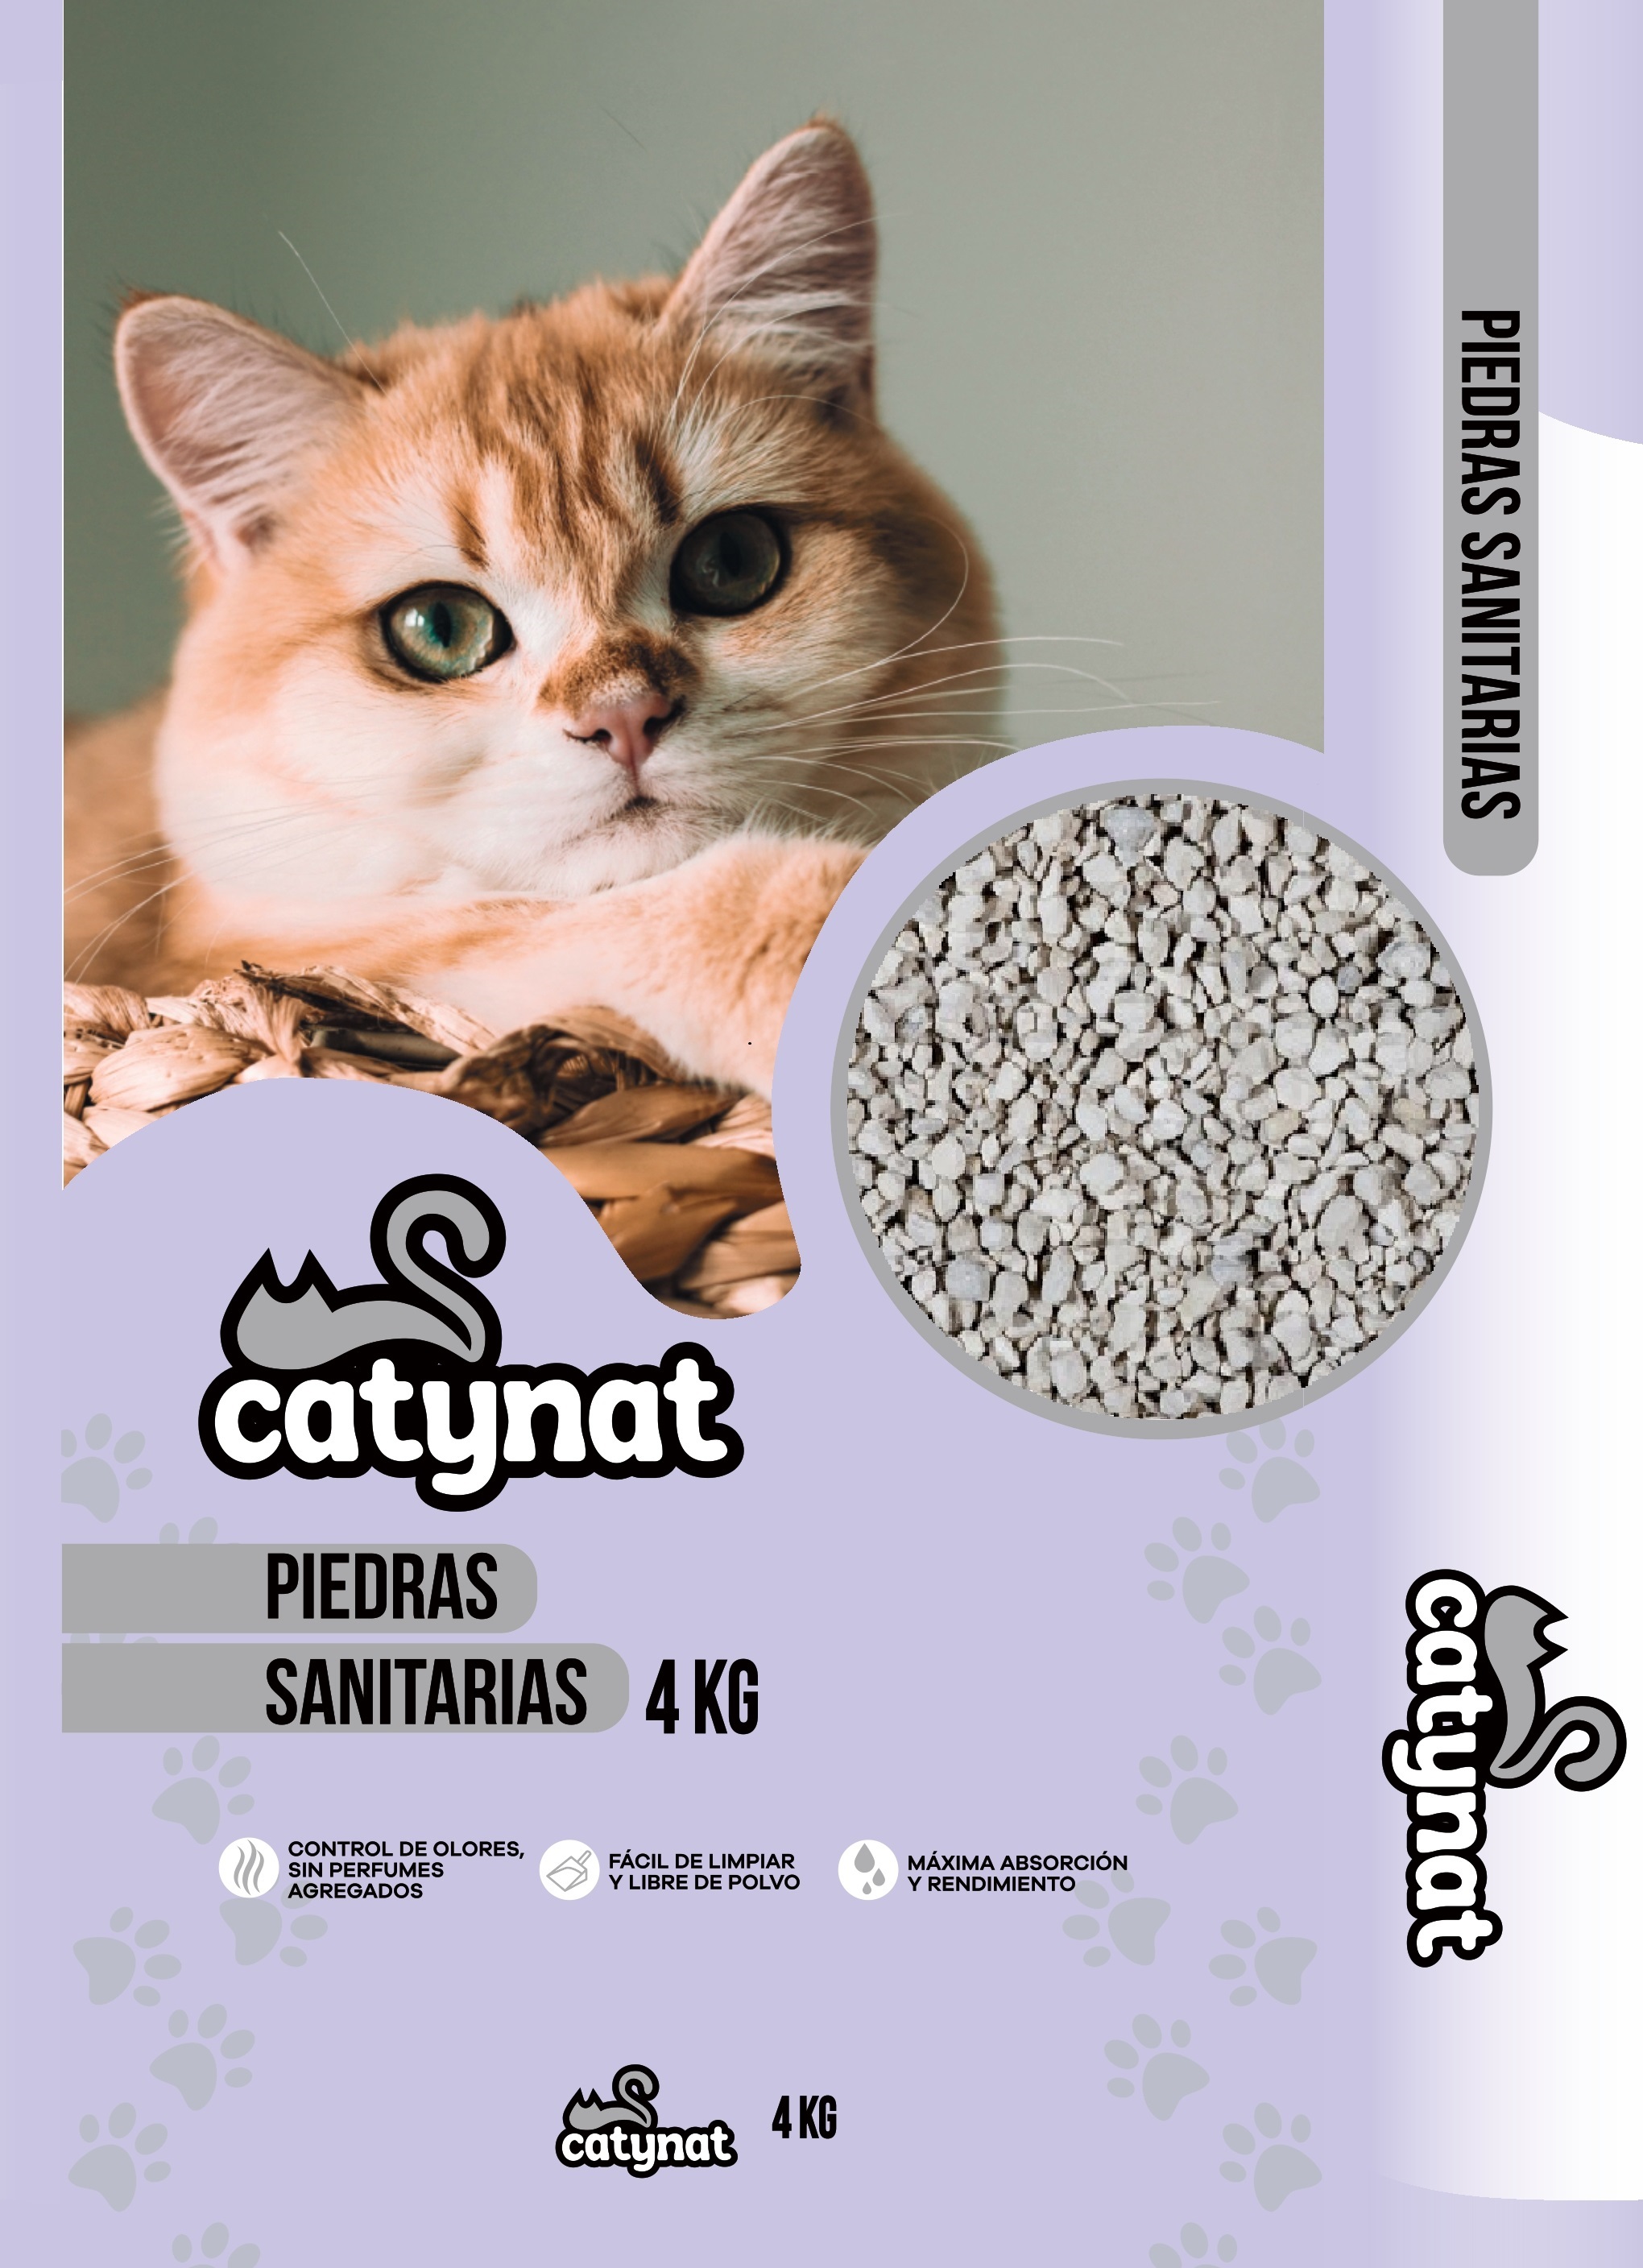 catynat
PIEDRAS
SANITARIAS 4 KG
CONTROL DE OLORES,
SIN PERFUMES
AGREGADOS
FÁCIL DE LIMPIAR
Y LIBRE DE POLVO
MÁXIMA ABSORCIÓN
Y RENDIMIENTO
catynat 4 KG
PIEDRAS SANITARIAS
catynat